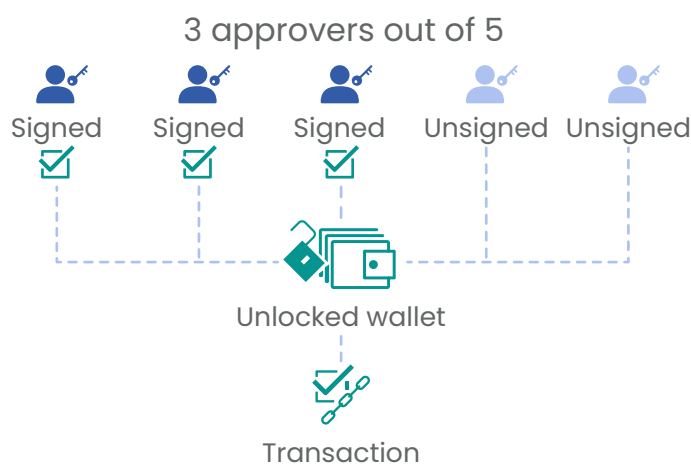 3 approvers out of 5
Signed Signed Signed Unsigned Unsigned
Unlocked wallet
Transaction